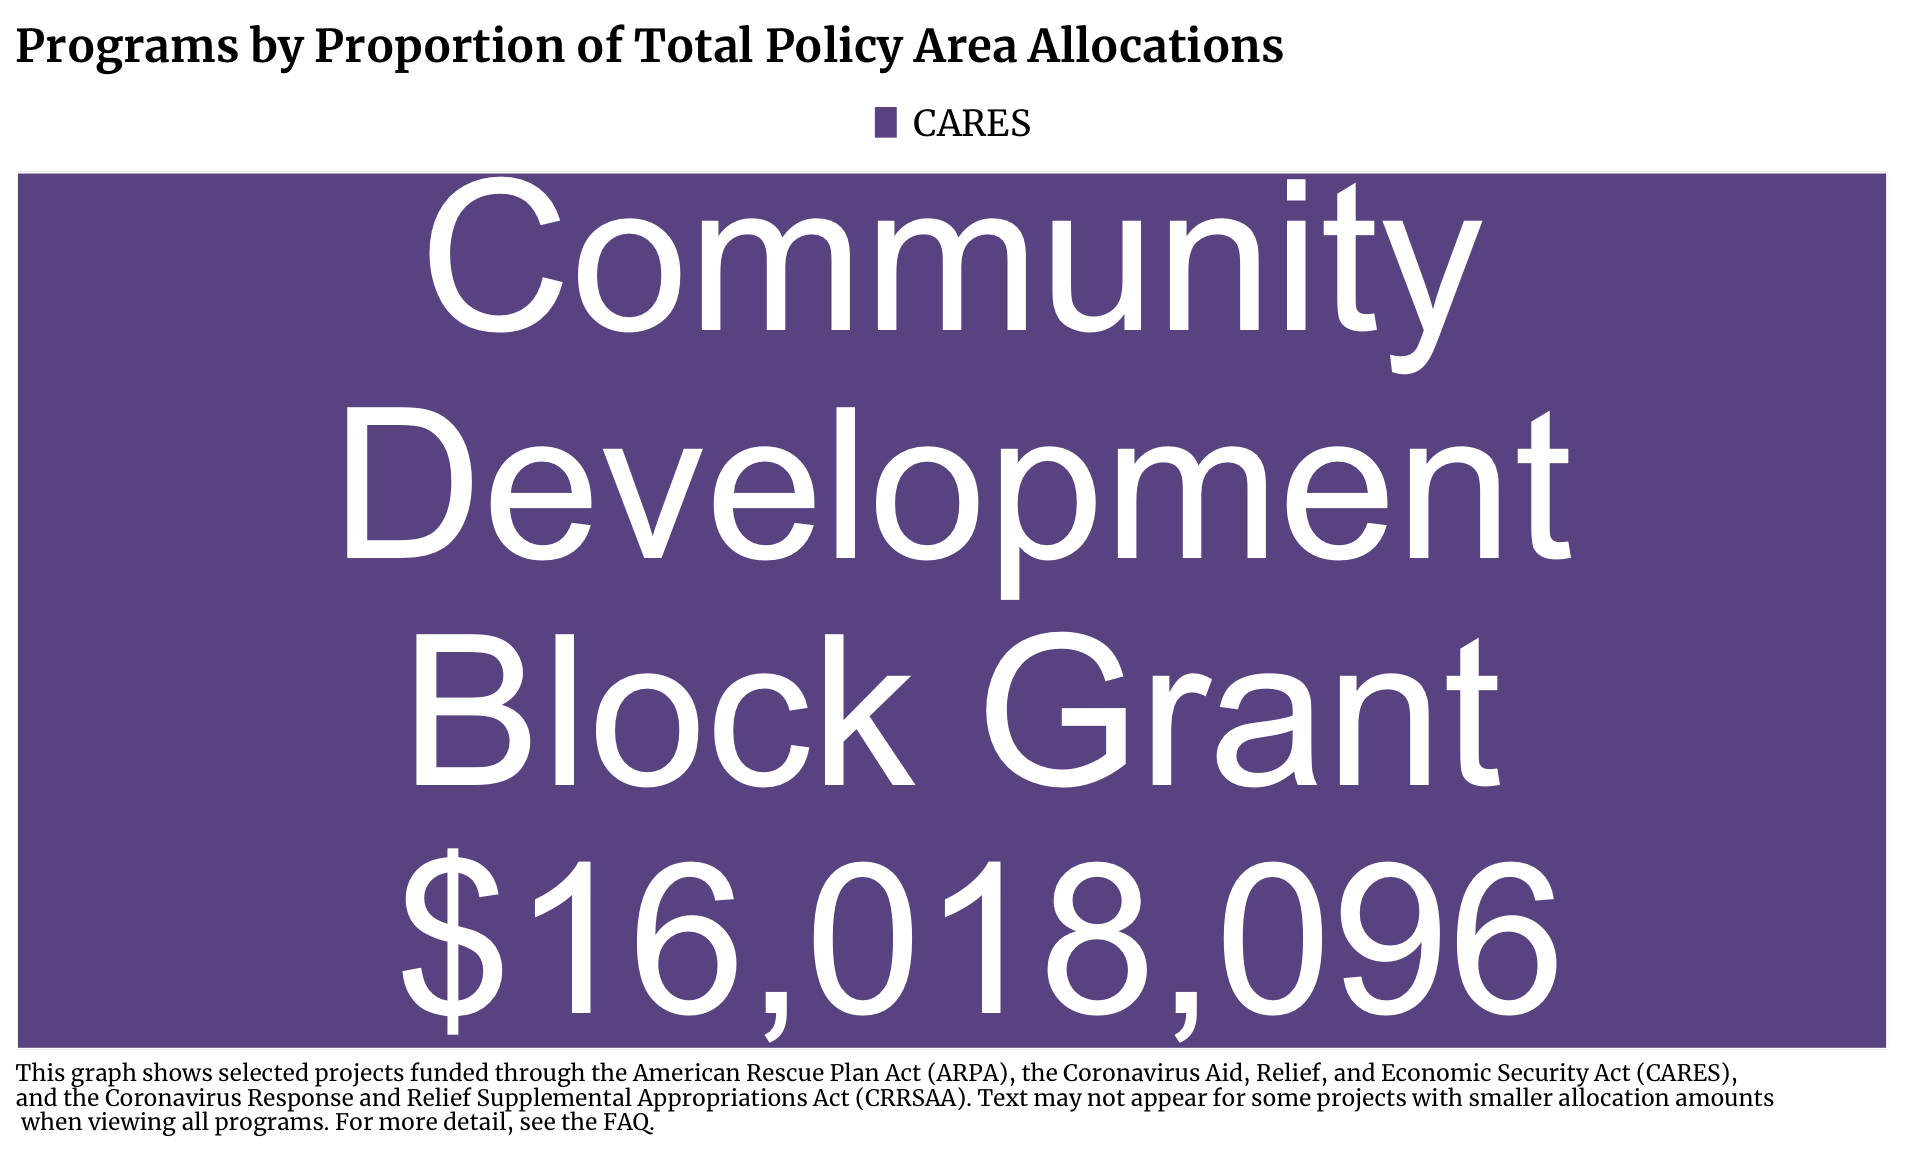 Programs by Proportion of Total Policy Area Allocations
CARES
Community
Development
Block Grant
$16,018,096
This graph shows selected projects funded through the American Rescue Plan Act (ARPA), the Coronavirus Aid, Relief, and Economic Security Act (CARES),
and the Coronavirus Response and Relief Supplemental Appropriations Act (CRRSAA). Text may not appear for some projects with smaller allocation amounts
when viewing all programs. For more detail, see the FAQ.